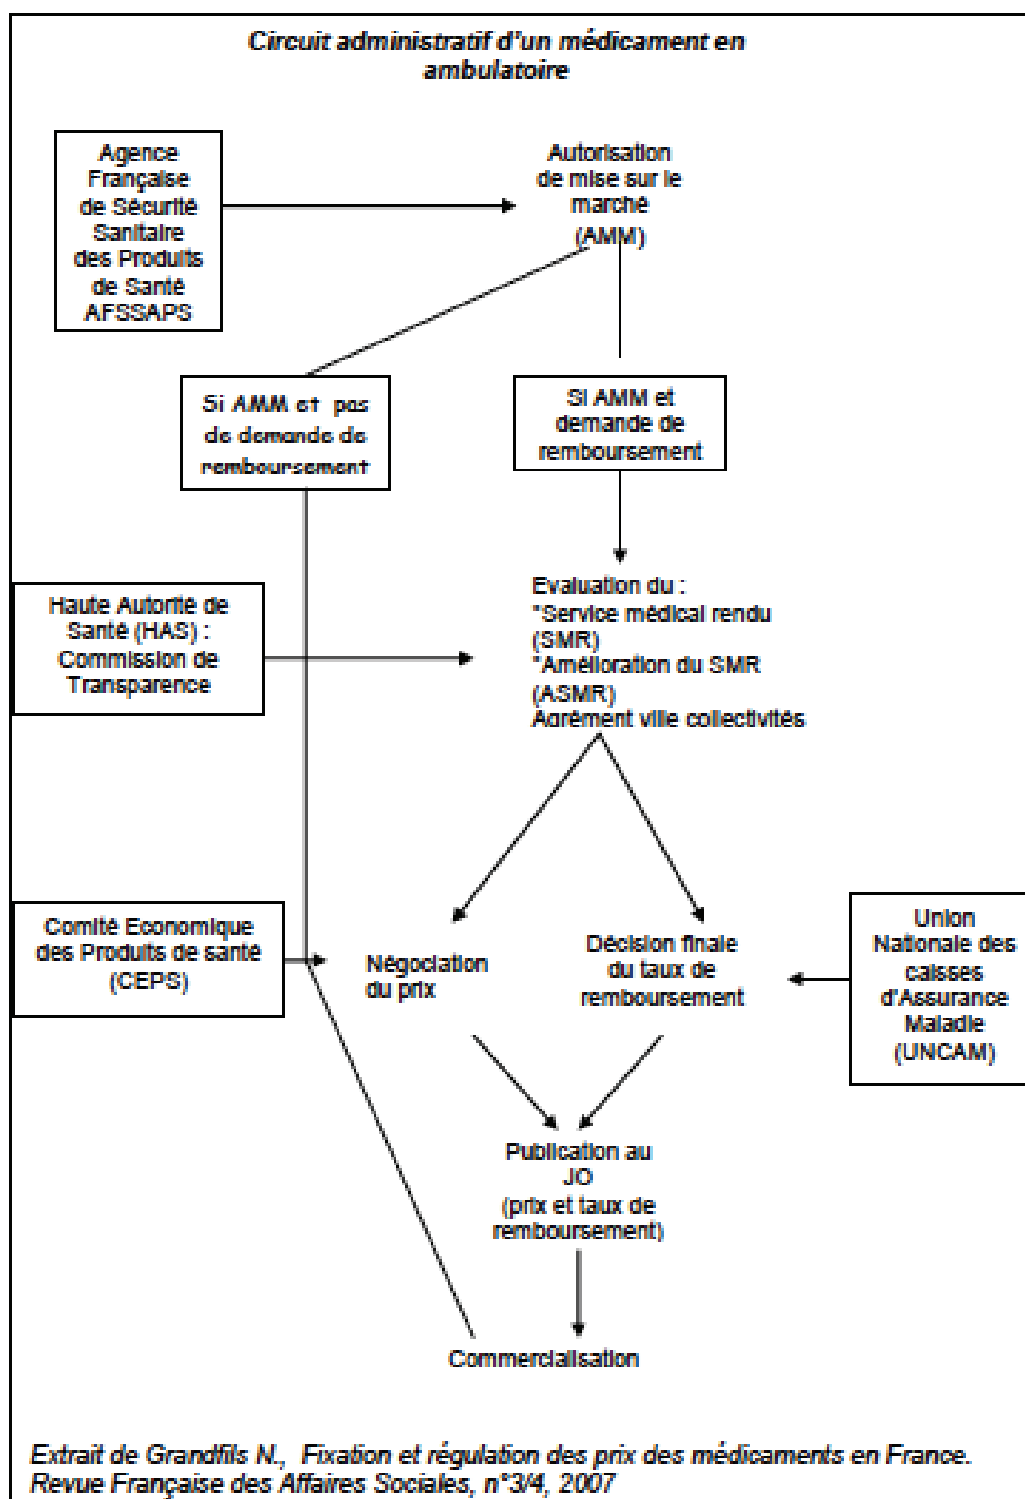 Circuit administratif d'un médicament en
ambulatoire
Agence
Française
de Sécurité
Sanitaire
des Produits
de Santé
AFSSAPS
Autorisation
de mise sur le
marché
(AMM)
Si AMM et pas
de demande de
remboursement
Si AMM et
demande de
remboursement
Haute Autorité de
Santé (HAS) :
Commission de
Transparence
Evaluation du :
*Service médical rendu
(SMR)
*Amélioration du SMR
(ASMR)
Agrément ville collectivités
Comité Economique
des Produits de santé
(CEPS)
Négociation
du prix
Décision finale
du taux de
remboursement
Union
Nationale des
caisses
d'Assurance
Maladie
(UNCAM)
Publication au
JO
(prix et taux de
remboursement)
Commercialisation
Extrait de Grandfils N., Fixation et régulation des prix des médicaments en France.
Revue Française des Affaires Sociales, n°3/4, 2007